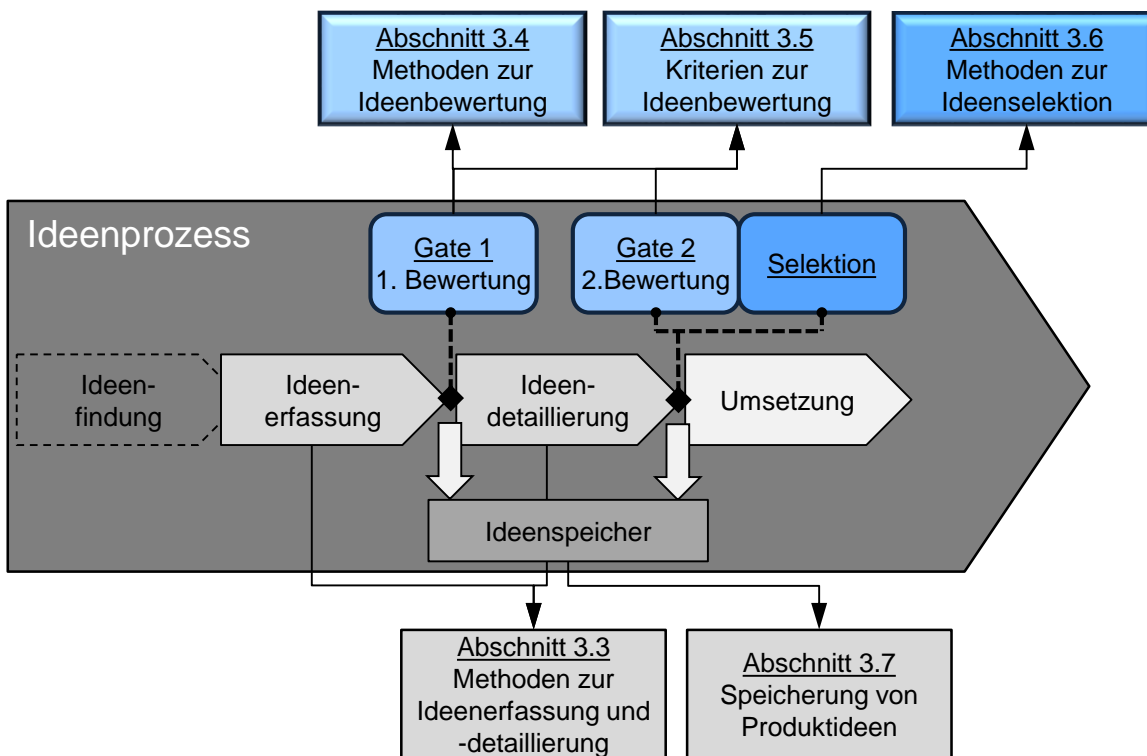 Abschnitt 3.4
Methoden zur
Ideenbewertung
Abschnitt 3.5
Kriterien zur
Ideenbewertung
Abschnitt 3.6
Methoden zur
Ideenselektion
Ideenprozess
Gate 1
1. Bewertung
Gate 2
2.Bewertung
Selektion
Ideen-
findung
Ideen-
erfassung
Ideen-
detaillierung
Umsetzung
Ideenspeicher
Abschnitt 3.3
Methoden zur
Ideenerfassung und
-detaillierung
Abschnitt 3.7
Speicherung von
Produktideen